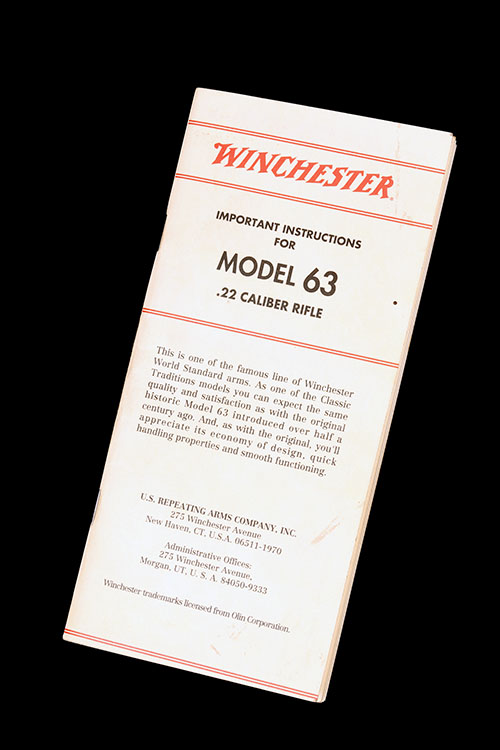 WINCHESTER®
IMPORTANT INSTRUCTIONS
FOR
MODEL 63
.22 CALIBER RIFLE
This is one of the famous line of Winchester
World Standard arms. As one of the Classic
Traditions models you can expect the same
quality and satisfaction as with the original
historic Model 63 introduced over half a
century ago. And, as with the original, you'll
appreciate its economy of design, quick
handling properties and smooth functioning.
U.S. REPEATING ARMS COMPANY, INC.
275 Winchester Avenue
New Haven, CT, U.S.A. 06511-1970
Administrative Offices:
275 Winchester Avenue,
Morgan, UT, U. S. A. 84050-9333
Winchester trademarks licensed from Olin Corporation.